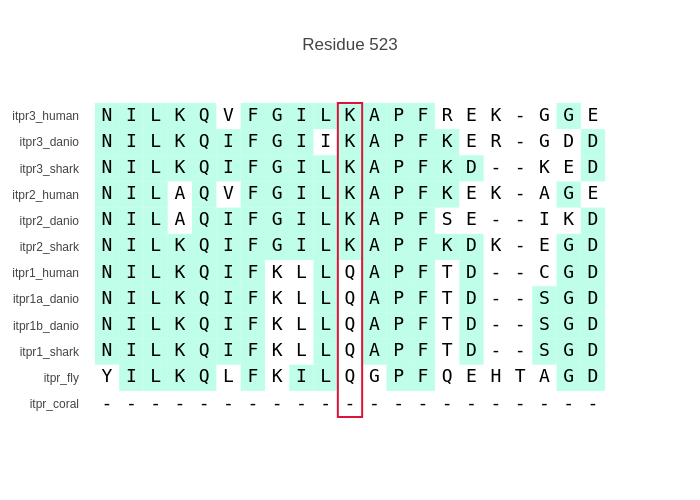 Residue 523
itpr3_human N I L K Q V F G I L K A P F R E K - G G E
itpr3_danio N I L K Q I F G I I K A P F K E R - G D D
itpr3_shark N I L K Q I F G I L K A P F K D - - K E D
itpr2_human N I L A Q V F G I L K A P F K E K - A G E
itpr2_danio N I L A Q I F G I L K A P F S E - - I K D
itpr2_shark N I L K Q I F G I L K A P F K D K - E G D
itpr1_human N I L K Q I F K L L Q A P F T D - - C G D
itpr1a_danio N I L K Q I F K L L Q A P F T D - - S G D
itpr1b_danio N I L K Q I F K L L Q A P F T D - - S G D
itpr1_shark N I L K Q I F K L L Q A P F T D - - S G D
itpr_fly Y I L K Q L F K I L Q G P F Q E H T A G D
itpr_coral - - - - - - - - - - - - - - - - - - - - -